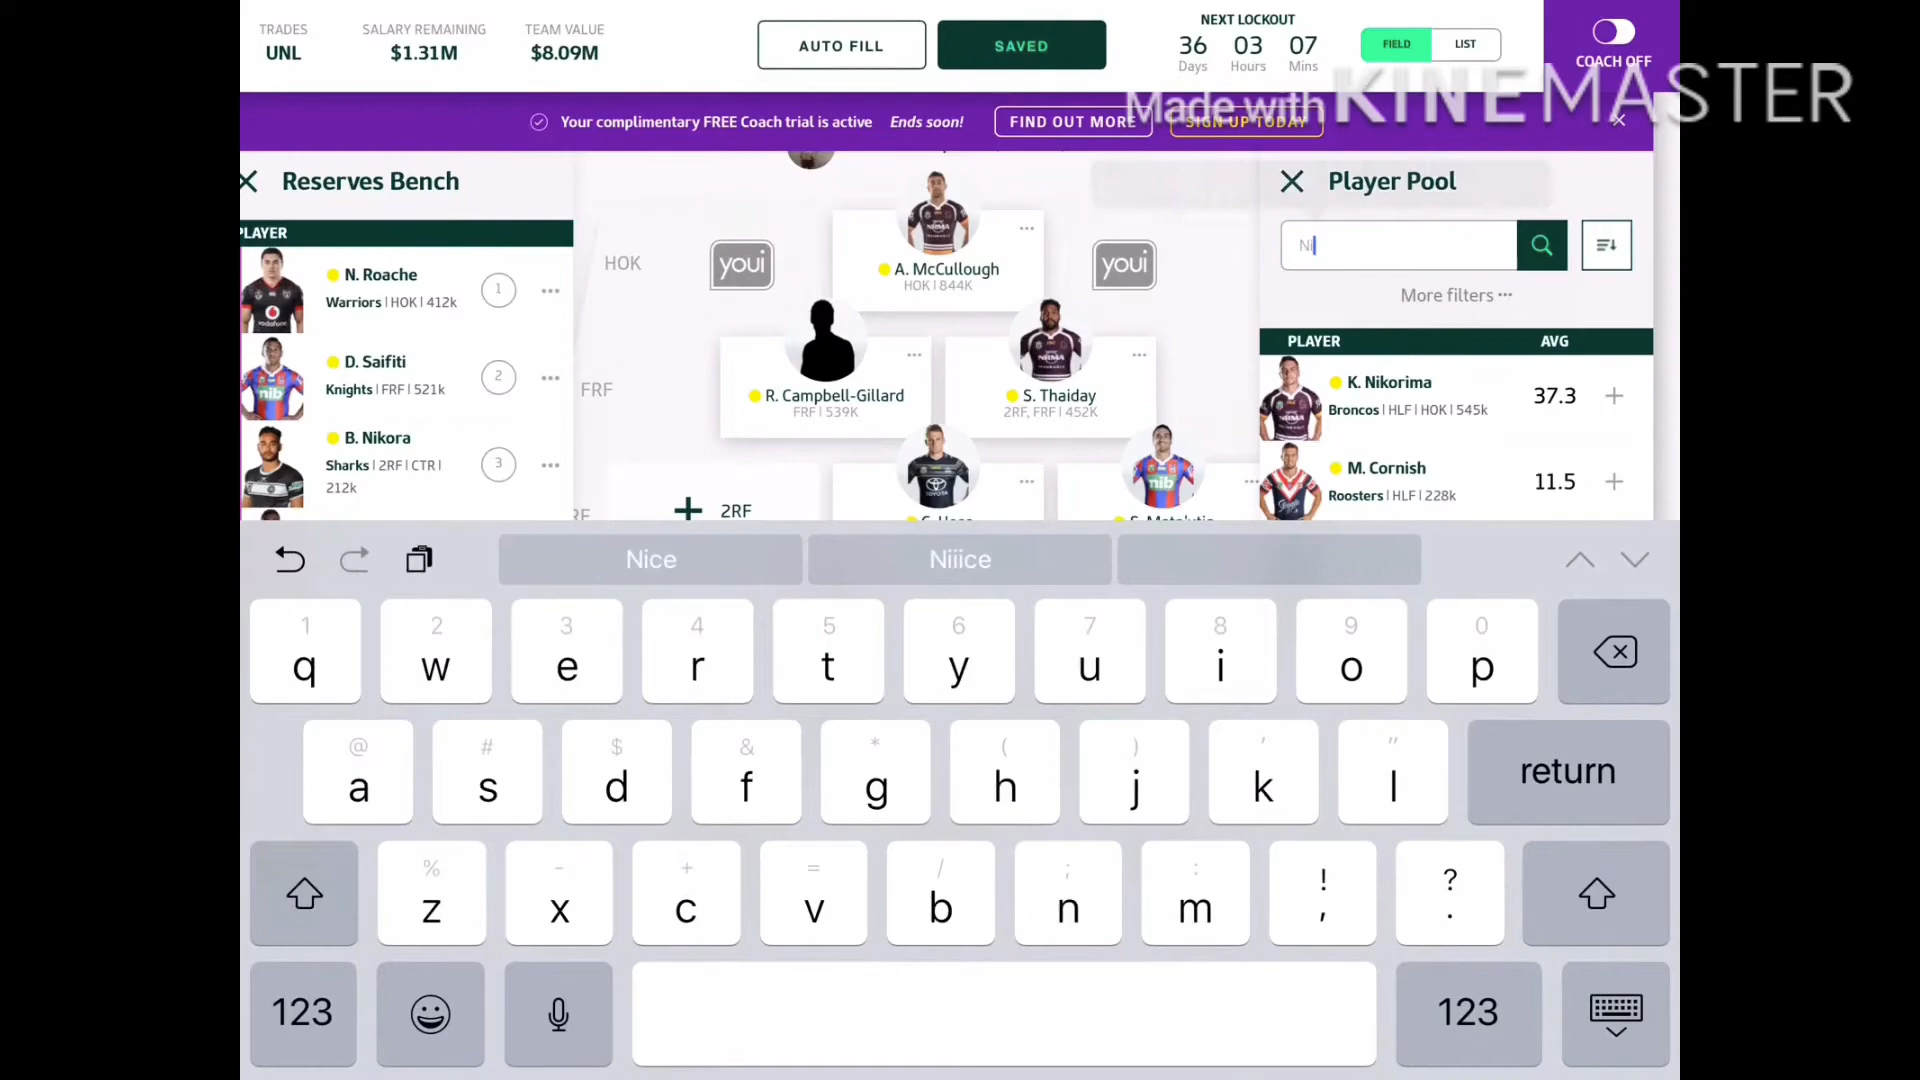 TRADES
UNL
SALARY REMAINING
$1.31M
TEAM VALUE
$8.09M
AUTO FILL
SAVED
NEXT LOCKOUT
36 03 07
Days Hours Mins
FIELD LIST
COACH OFF
Made with KINEMASTER
Your complimentary FREE Coach trial is active Ends soon!
FIND OUT MORE
SIGN UP TODAY
Reserves Bench
PLAYER
N. Roache
Warriors | HOK | 412k
1
D. Saifiti
Knights | FRF | 521k
2
B. Nikora
Sharks | 2RF | CTR |
212k
3
HOK
youi
A. McCullough
HOK | 844K
youi
FRF
R. Campbell-Gillard
FRF | 539K
S. Thaiday
2RF, FRF | 452K
2RF
Player Pool
Ni
More filters
PLAYER AVG
K. Nikorima
Broncos | HLF | HOK | 545k
37.3
M. Cornish
Roosters | HLF | 228k
11.5
Nice Niiice
1 2 3 4 5 6 7 8 9 0
q w e r t y u i o p
@ # $ & * ( ) ' "
a s d f g h j k l return
% - + = / ; : ! ?
z x c v b n m , .
123 123